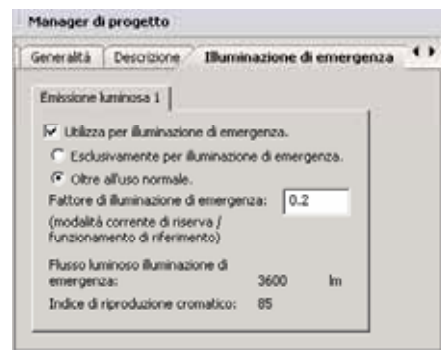 Manager di progetto
Generalità Descrizione Illuminazione di emergenza
Emissione luminosa 1
Utilizza per illuminazione di emergenza.
Esclusivamente per illuminazione di emergenza.
Oltre all'uso normale.
Fattore di illuminazione di emergenza: 0.2
(modalità corrente di riserva /
funzionamento di riferimento)
Flusso luminoso illuminazione di
emergenza: 3600 lm
Indice di riproduzione cromatico: 85